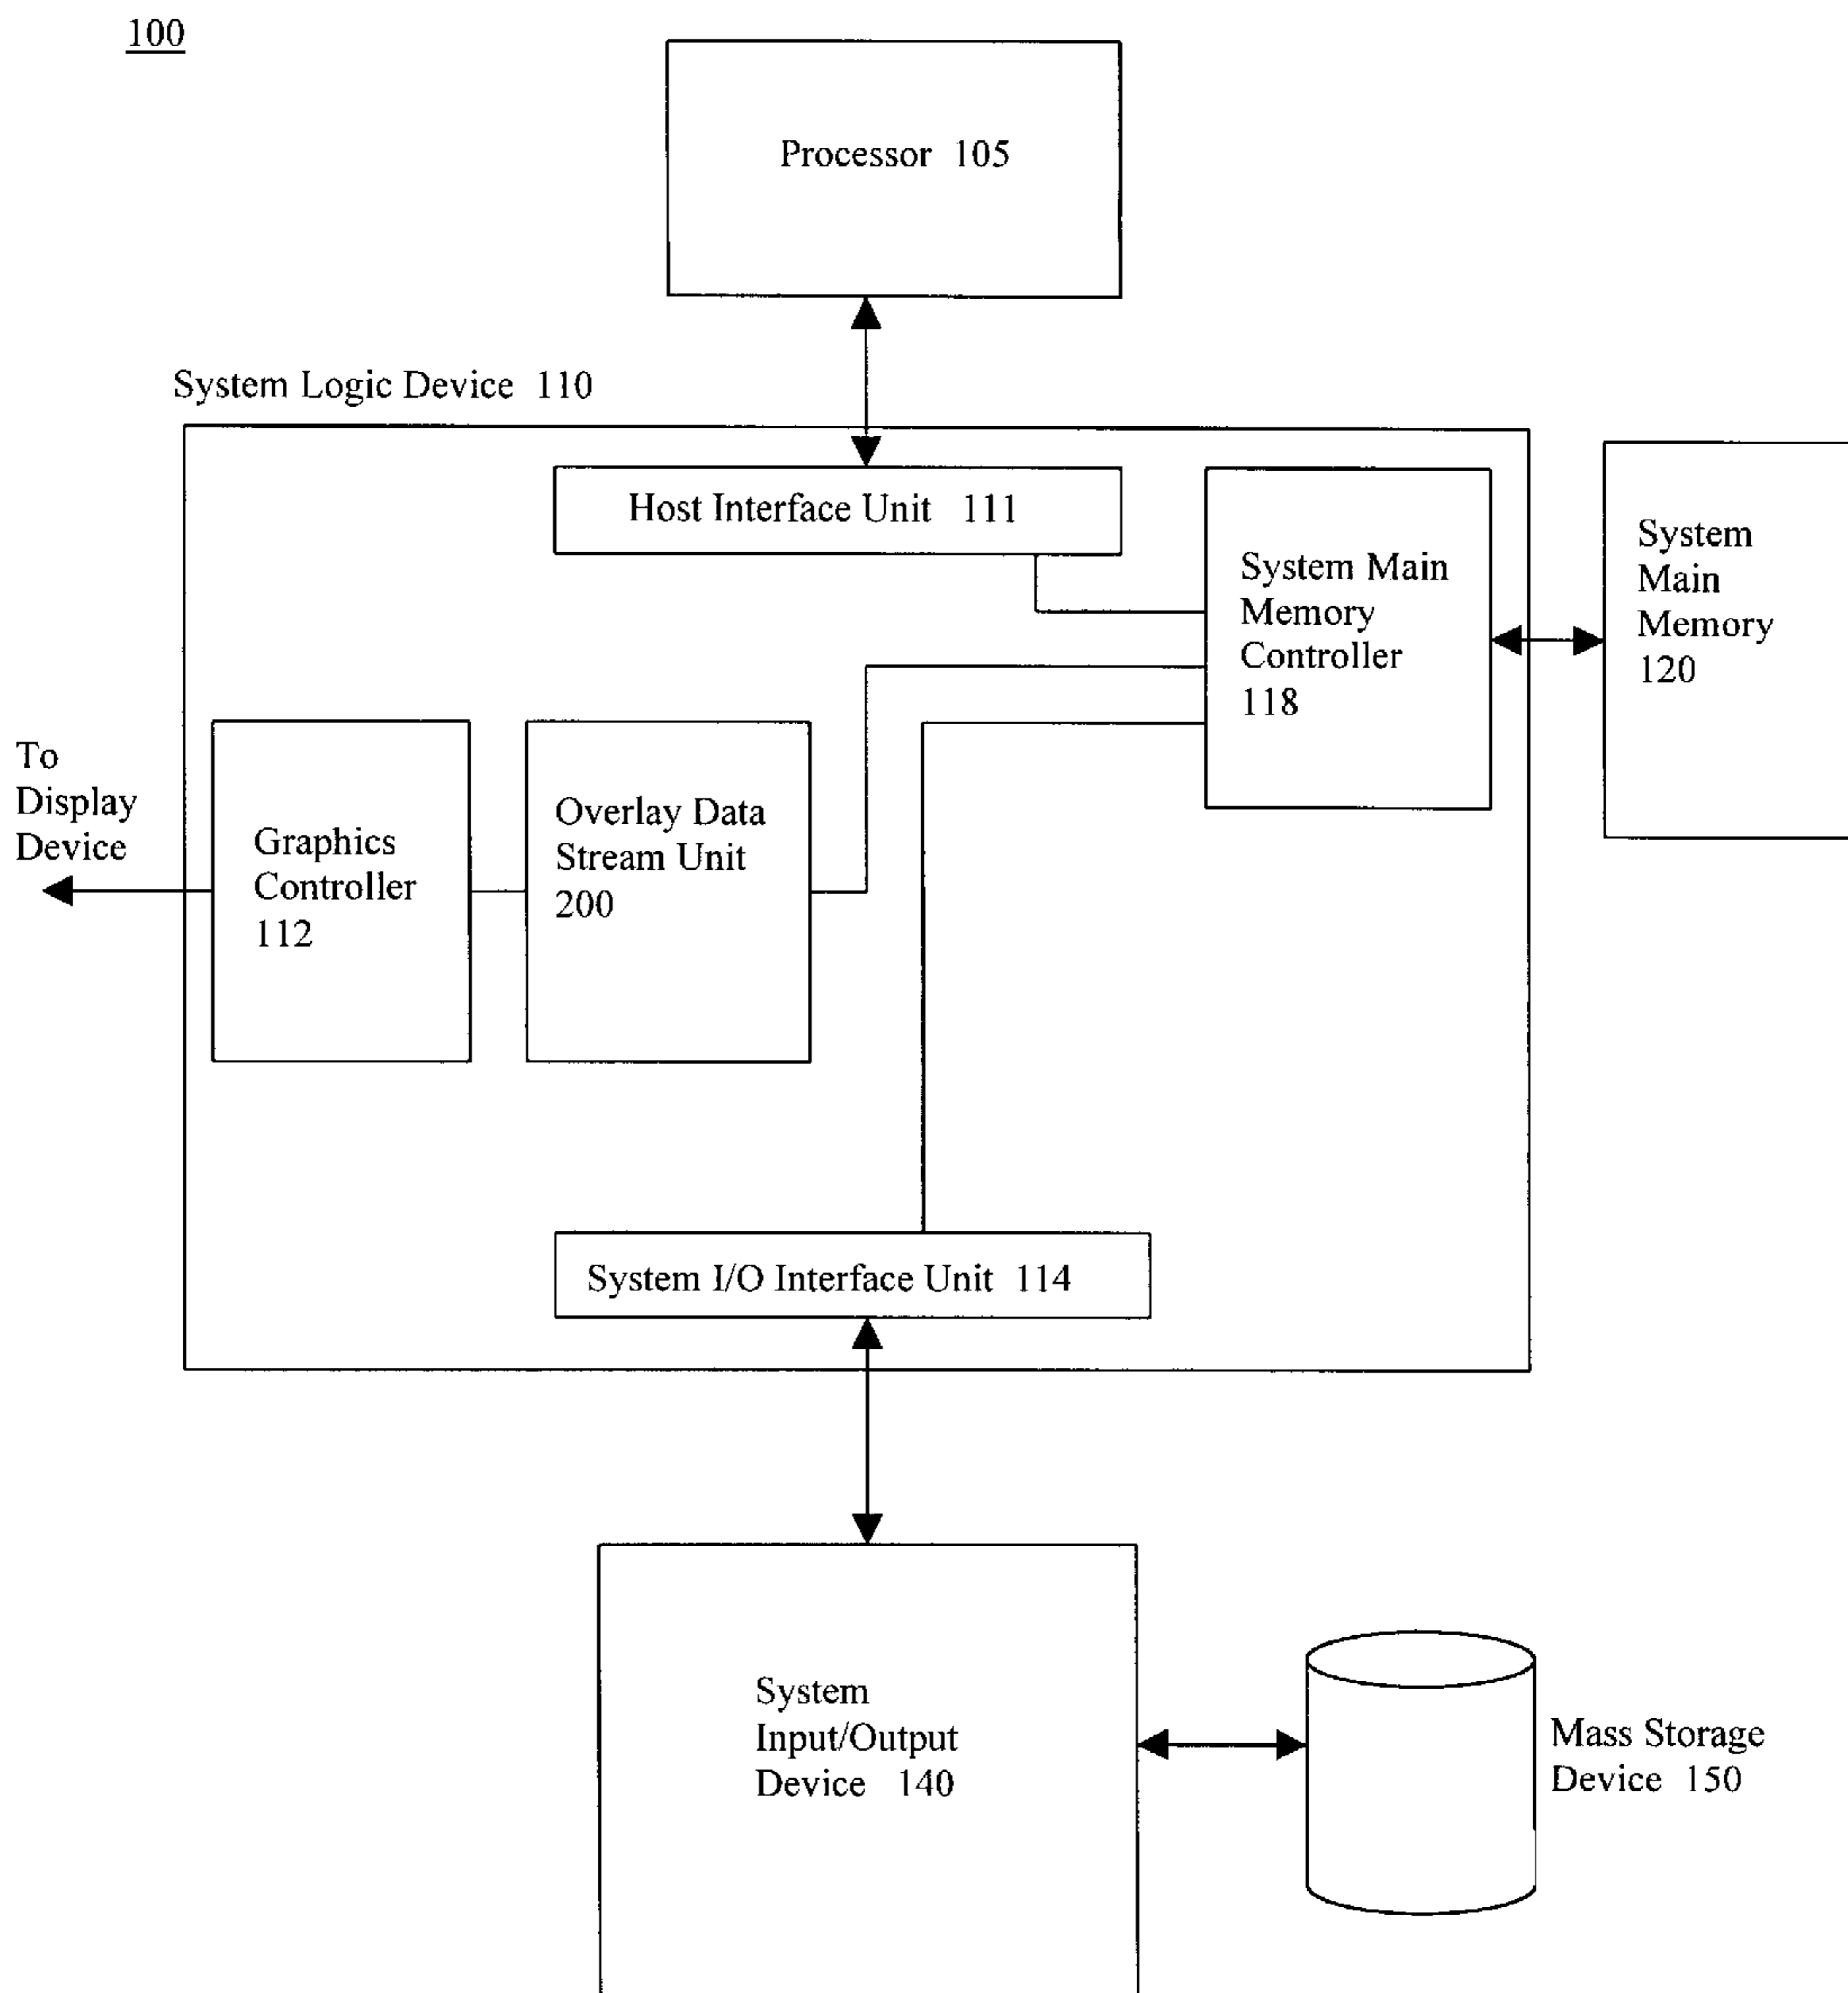 100
Processor 105
System Logic Device 110
Host Interface Unit 111
System Main
Memory
Controller
118
System
Main
Memory
120
To
Display
Device
Graphics
Controller
112
Overlay Data
Stream Unit
200
System I/O Interface Unit 114
System
Input/Output
Device 140
Mass Storage
Device 150